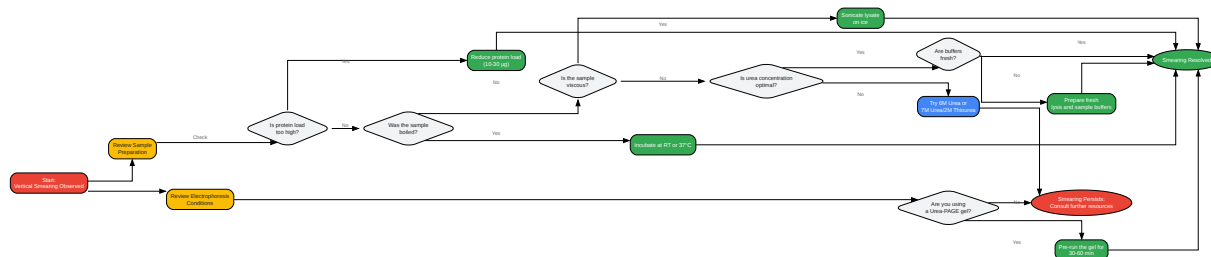 Start:
Vertical Smearing Observed
Review Sample
Preparation
Review Electrophoresis
Conditions
Check
Is protein load
too high?
Yes
Reduce protein load
(10-30 µg)
No
Was the sample
boiled?
No
Yes
Incubate at RT or 37°C
Is the sample
viscous?
Yes
Sonicate lysate
on ice
No
Is urea concentration
optimal?
Yes
No
Are buffers
fresh?
Try 6M Urea or
7M Urea/2M Thiourea
Yes
No
Prepare fresh
lysis and sample buffers
Smearing Resolved
Are you using
a Urea-PAGE gel?
No
Smearing Persists:
Consult further resources
Yes
Pre-run the gel for
30-60 min